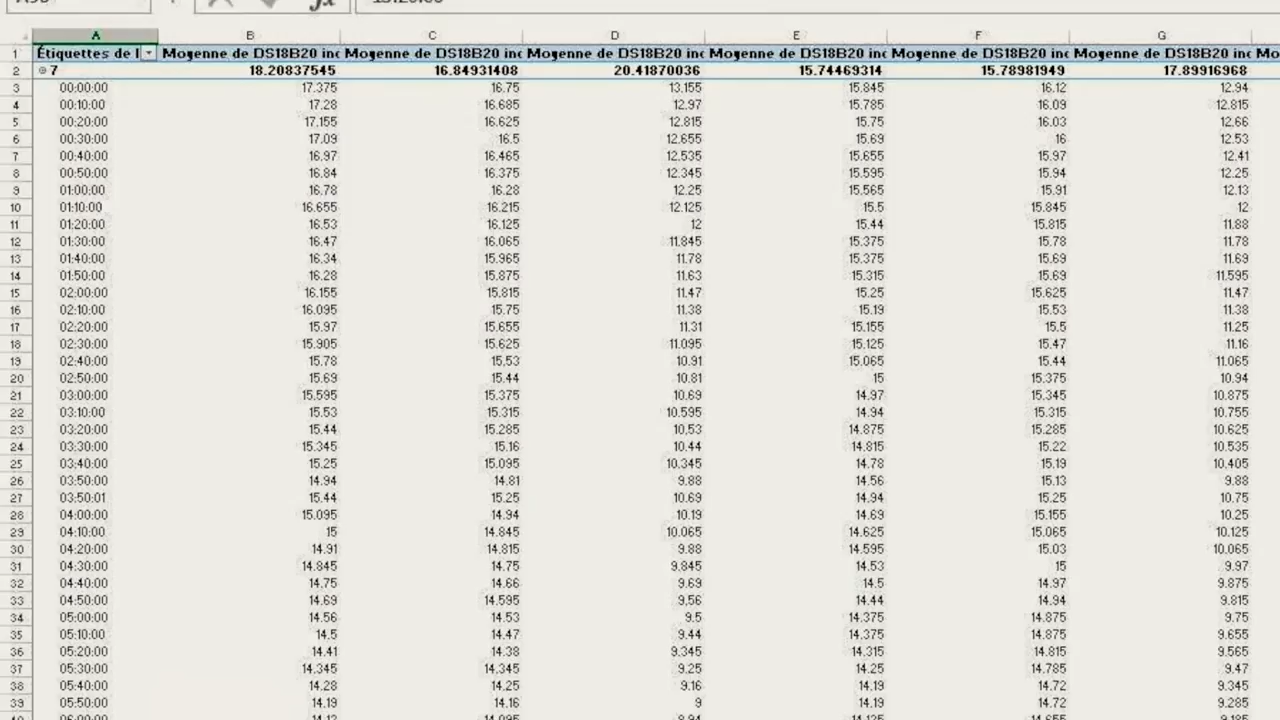 A B C D E F G
1 Étiquettes de l Moyenne de DS18B20 inc Moyenne de DS18B20 inc Moyenne de DS18B20 inc Moyenne de DS18B20 inc Moyenne de DS18B20 inc Moyenne de DS18B20 inc Mo
2 7 18.20837545 16.84931408 20.41870036 15.74469314 15.78981949 17.89916968
3 00:00:00 17.375 16.75 13.155 15.845 16.12 12.94
4 00:10:00 17.28 16.685 12.97 15.785 16.09 12.815
5 00:20:00 17.155 16.625 12.815 15.75 16.03 12.66
6 00:30:00 17.09 16.5 12.655 15.69 16 12.53
7 00:40:00 16.97 16.465 12.535 15.655 15.97 12.41
8 00:50:00 16.84 16.375 12.345 15.595 15.94 12.25
9 01:00:00 16.78 16.28 12.25 15.565 15.91 12.13
10 01:10:00 16.655 16.215 12.125 15.5 15.845 12
11 01:20:00 16.53 16.125 12 15.44 15.815 11.88
12 01:30:00 16.47 16.065 11.845 15.375 15.78 11.78
13 01:40:00 16.34 15.965 11.78 15.375 15.69 11.69
14 01:50:00 16.28 15.875 11.63 15.315 15.69 11.595
15 02:00:00 16.155 15.815 11.47 15.25 15.625 11.47
16 02:10:00 16.095 15.75 11.38 15.19 15.53 11.38
17 02:20:00 15.97 15.655 11.31 15.155 15.5 11.25
18 02:30:00 15.905 15.625 11.095 15.125 15.47 11.16
19 02:40:00 15.78 15.53 10.91 15.065 15.44 11.065
20 02:50:00 15.69 15.44 10.81 15 15.375 10.94
21 03:00:00 15.595 15.375 10.69 14.97 15.345 10.875
22 03:10:00 15.53 15.315 10.595 14.94 15.315 10.755
23 03:20:00 15.44 15.285 10.53 14.875 15.285 10.625
24 03:30:00 15.345 15.16 10.44 14.815 15.22 10.535
25 03:40:00 15.25 15.095 10.345 14.78 15.19 10.405
26 03:50:00 14.94 14.81 9.88 14.56 15.13 9.88
27 03:50:01 15.44 15.25 10.69 14.94 15.25 10.75
28 04:00:00 15.095 14.94 10.19 14.69 15.155 10.25
29 04:10:00 15 14.845 10.065 14.625 15.065 10.125
30 04:20:00 14.91 14.815 9.88 14.595 15.03 10.065
31 04:30:00 14.845 14.75 9.845 14.53 15 9.97
32 04:40:00 14.75 14.66 9.69 14.5 14.97 9.875
33 04:50:00 14.69 14.595 9.56 14.44 14.94 9.815
34 05:00:00 14.56 14.53 9.5 14.375 14.875 9.75
35 05:10:00 14.5 14.47 9.44 14.375 14.875 9.655
36 05:20:00 14.41 14.38 9.345 14.315 14.815 9.565
37 05:30:00 14.345 14.345 9.25 14.25 14.785 9.47
38 05:40:00 14.28 14.25 9.16 14.19 14.72 9.345
39 05:50:00 14.19 14.16 9 14.19 14.72 9.285